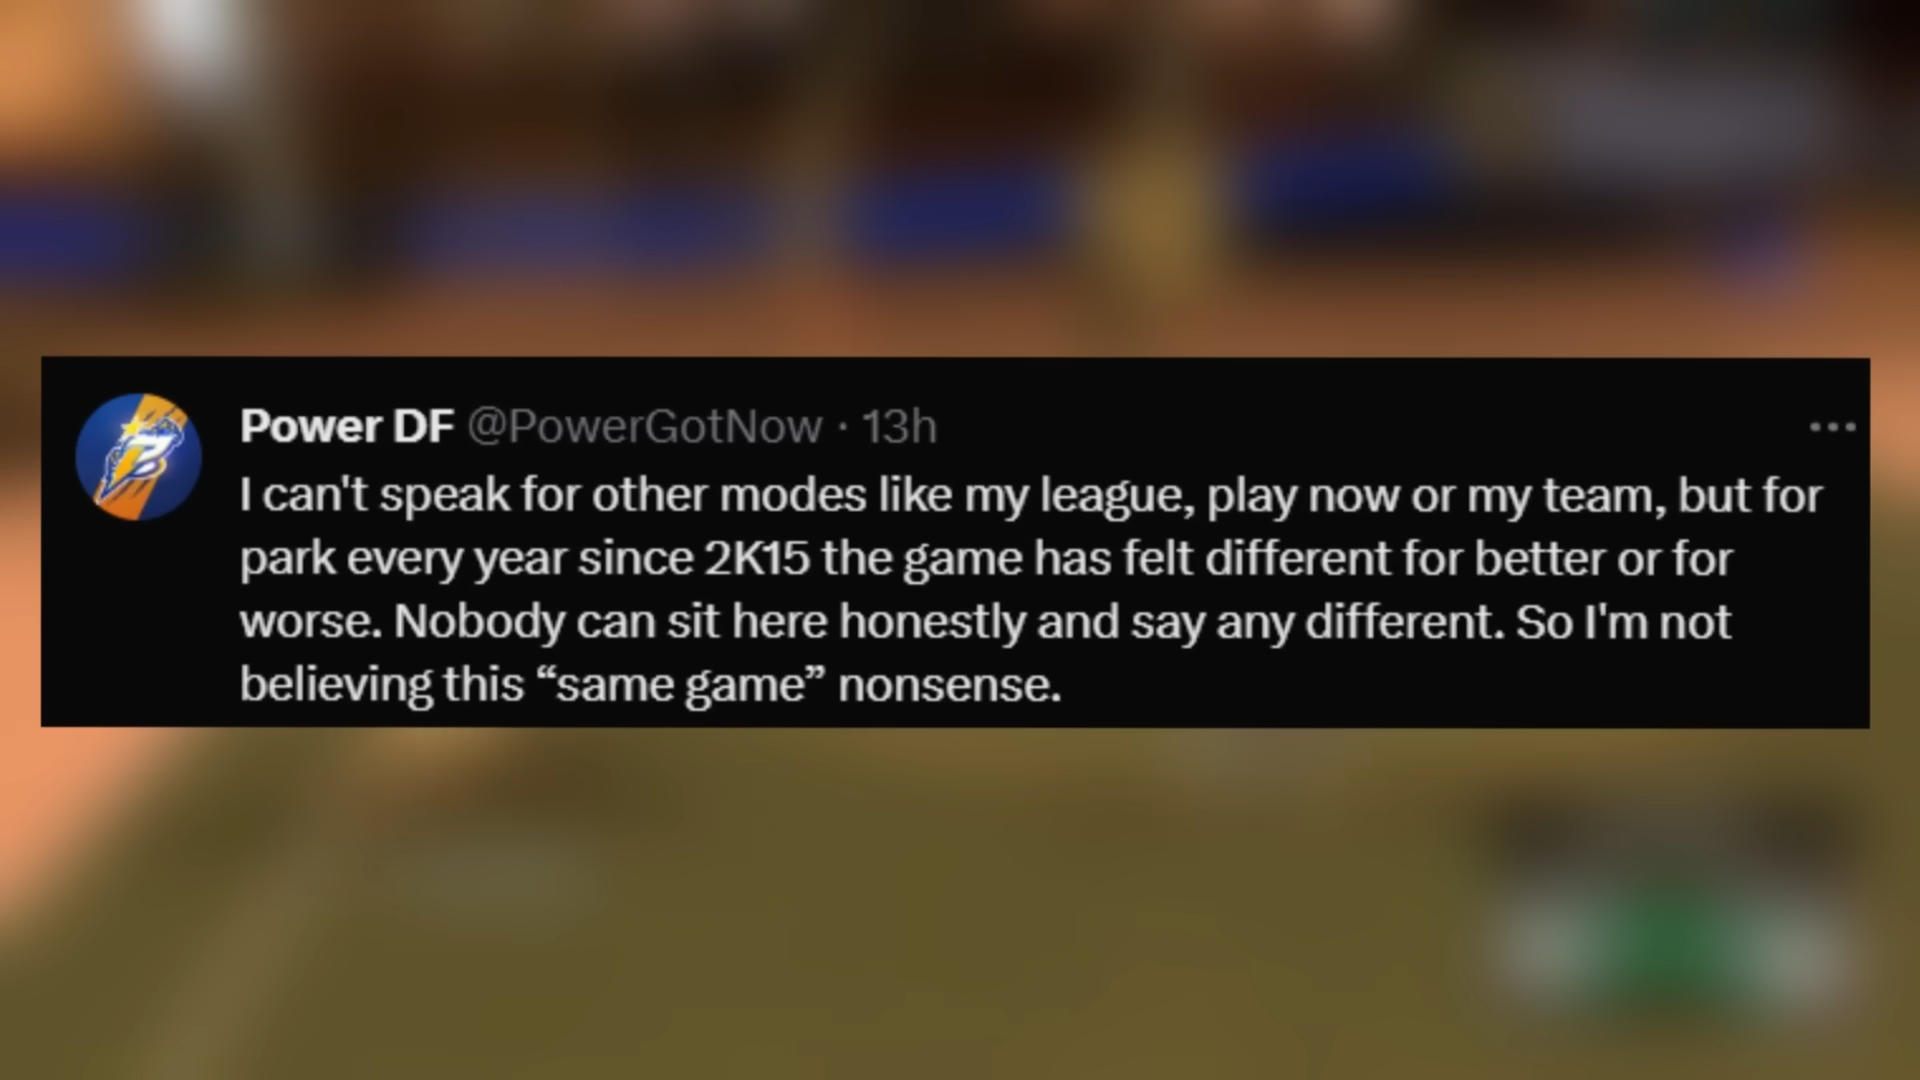 Power DF @PowerGotNow · 13h
I can't speak for other modes like my league, play now or my team, but for
park every year since 2K15 the game has felt different for better or for
worse. Nobody can sit here honestly and say any different. So I'm not
believing this “same game” nonsense.